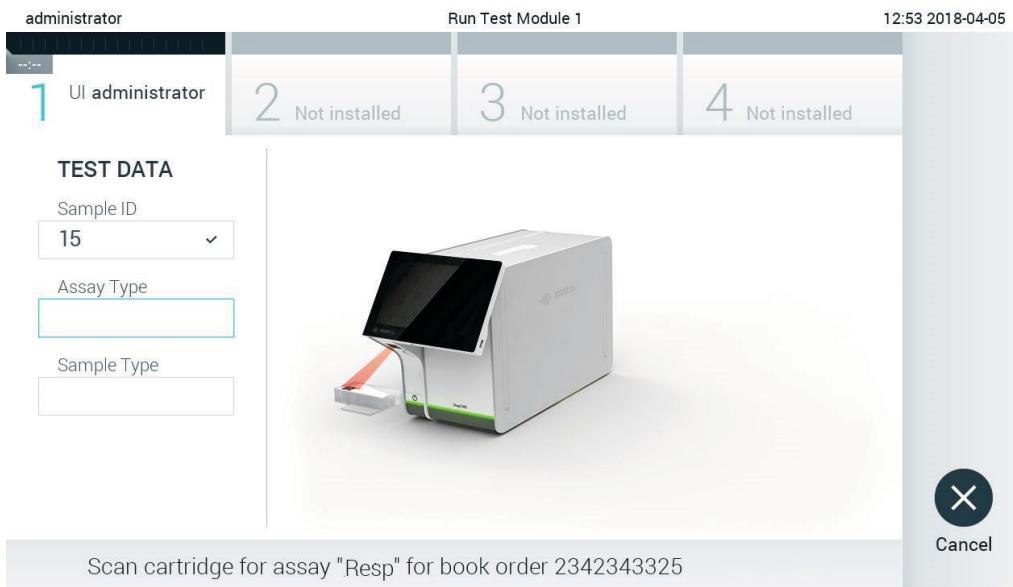 administrator Run Test Module 1 12:53 2018-04-05
--:--
1 UI administrator 2 Not installed 3 Not installed 4 Not installed
TEST DATA
Sample ID
15
Assay Type
Sample Type
Cancel
Scan cartridge for assay "Resp" for book order 2342343325